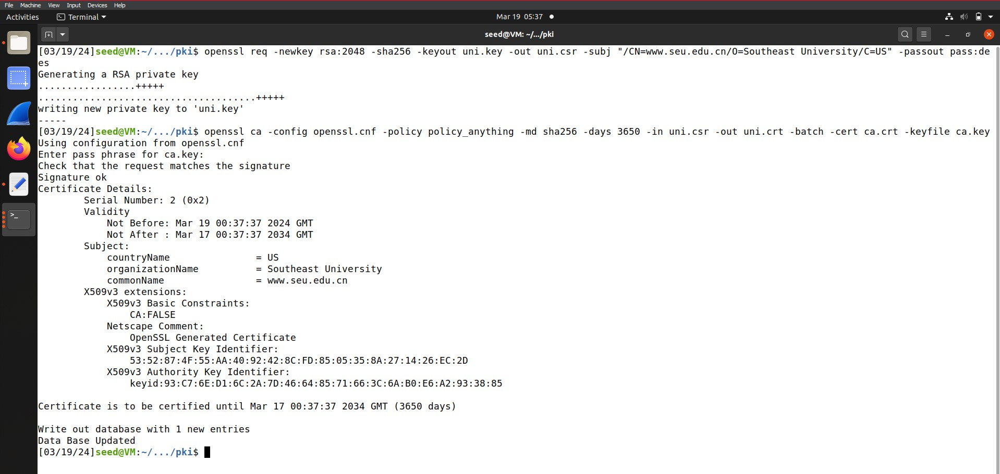 File Machine View Input Devices Help
Activities Terminal Mar 19 05:37
seed@VM: ~/.../pki
[03/19/24]seed@VM:~/.../pki$ openssl req -newkey rsa:2048 -sha256 -keyout uni.key -out uni.csr -subj "/CN=www.seu.edu.cn/O=Southeast University/C=US" -passout pass:de
es
Generating a RSA private key
.................+++++
......................................+++++
writing new private key to 'uni.key'
-----
[03/19/24]seed@VM:~/.../pki$ openssl ca -config openssl.cnf -policy policy_anything -md sha256 -days 3650 -in uni.csr -out uni.crt -batch -cert ca.crt -keyfile ca.key
Using configuration from openssl.cnf
Enter pass phrase for ca.key:
Check that the request matches the signature
Signature ok
Certificate Details:
        Serial Number: 2 (0x2)
        Validity
            Not Before: Mar 19 00:37:37 2024 GMT
            Not After : Mar 17 00:37:37 2034 GMT
        Subject:
            countryName               = US
            organizationName          = Southeast University
            commonName                = www.seu.edu.cn
        X509v3 extensions:
            X509v3 Basic Constraints:
                CA:FALSE
            Netscape Comment:
                OpenSSL Generated Certificate
            X509v3 Subject Key Identifier:
                53:52:87:4F:55:AA:40:92:42:8C:FD:85:05:35:8A:27:14:26:EC:2D
            X509v3 Authority Key Identifier:
                keyid:93:C7:6E:D1:6C:2A:7D:46:64:85:71:66:3C:6A:B0:E6:A2:93:38:85
Certificate is to be certified until Mar 17 00:37:37 2034 GMT (3650 days)
Write out database with 1 new entries
Data Base Updated
[03/19/24]seed@VM:~/.../pki$